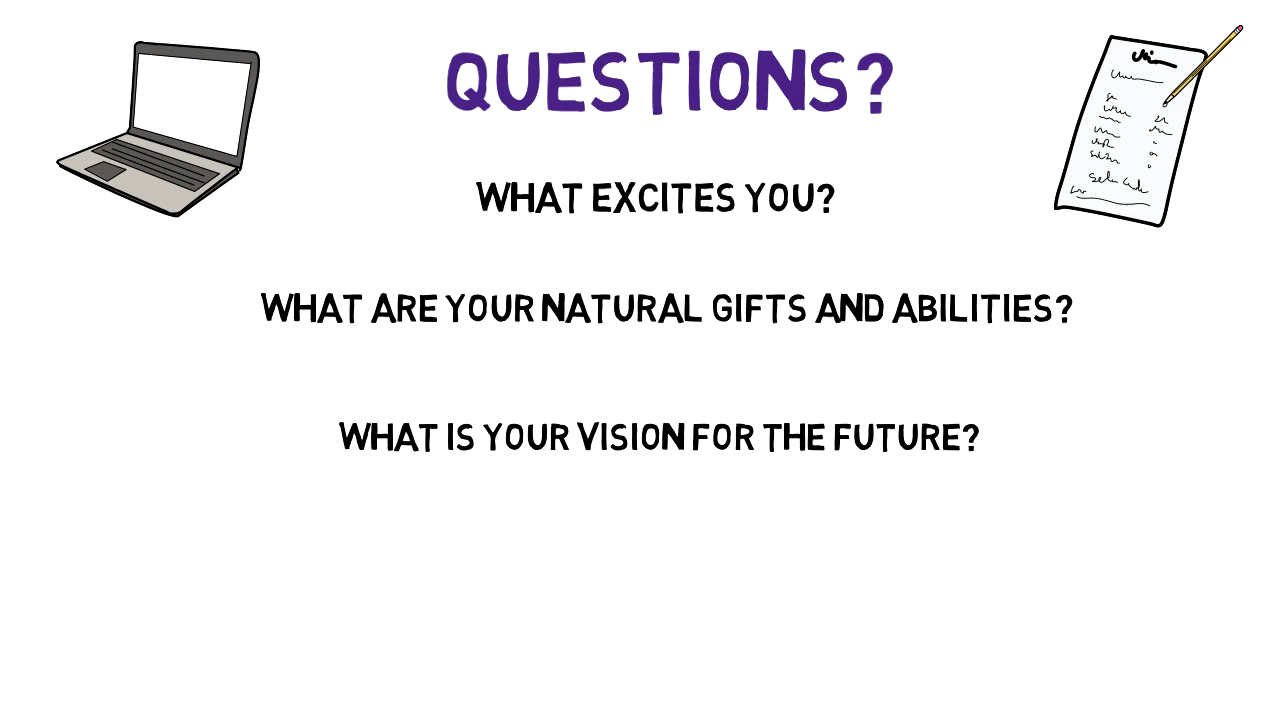 QUESTIONS?
WHAT EXCITES YOU?
WHAT ARE YOUR NATURAL GIFTS AND ABILITIES?
WHAT IS YOUR VISION FOR THE FUTURE?